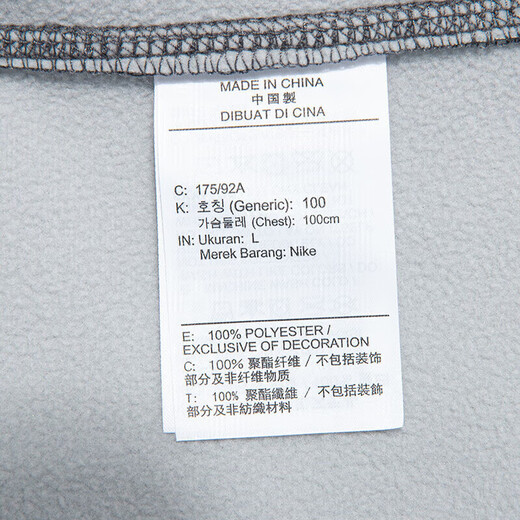 MADE IN CHINA
中国製
DIBUAT DI CINA
C: 175/92A
K: 호칭 (Generic): 100
가슴둘레 (Chest): 100cm
IN: Ukuran: L
Merek Barang: Nike
E: 100% POLYESTER /
EXCLUSIVE OF DECORATION
C: 100% 聚酯纤维 / 不包括装饰
部分及非纤维物质
T: 100% 聚酯纖維 / 不包括裝飾
部分及非紡織材料